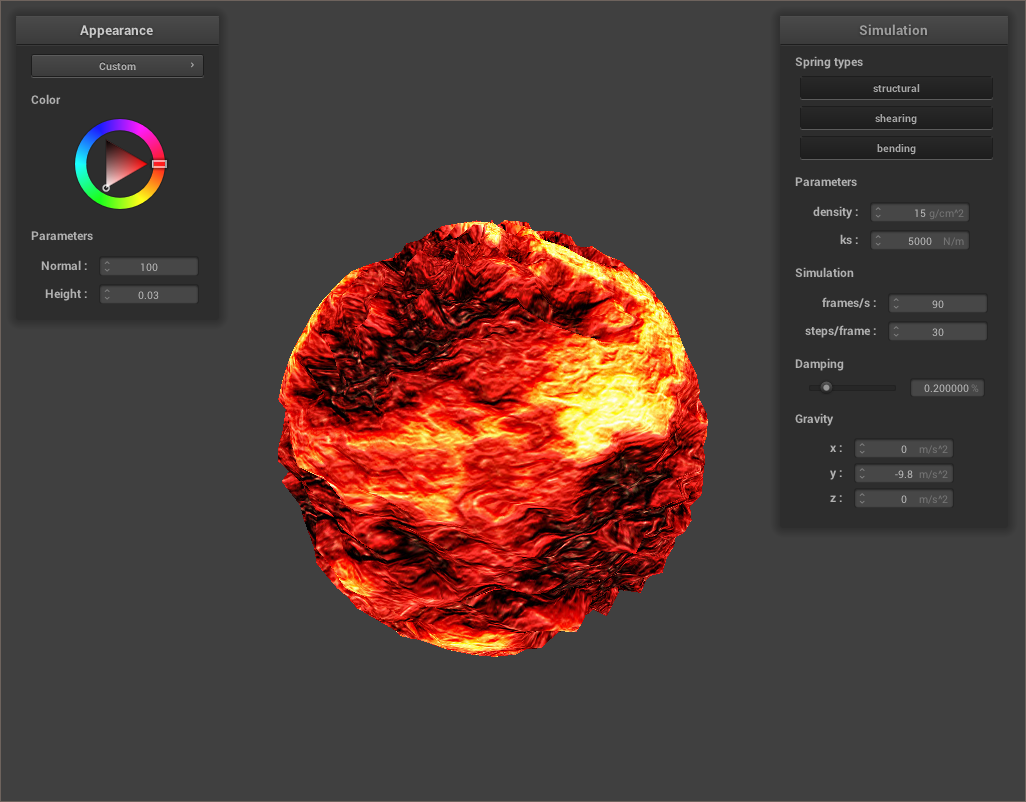 Appearance
Custom
Color
Parameters
Normal : 100
Height : 0.03
Simulation
Spring types
structural
shearing
bending
Parameters
density : 15 g/cm^2
ks : 5000 N/m
Simulation
frames/s : 90
steps/frame : 30
Damping
0.200000 %
Gravity
x : 0 m/s^2
y : -9.8 m/s^2
z : 0 m/s^2